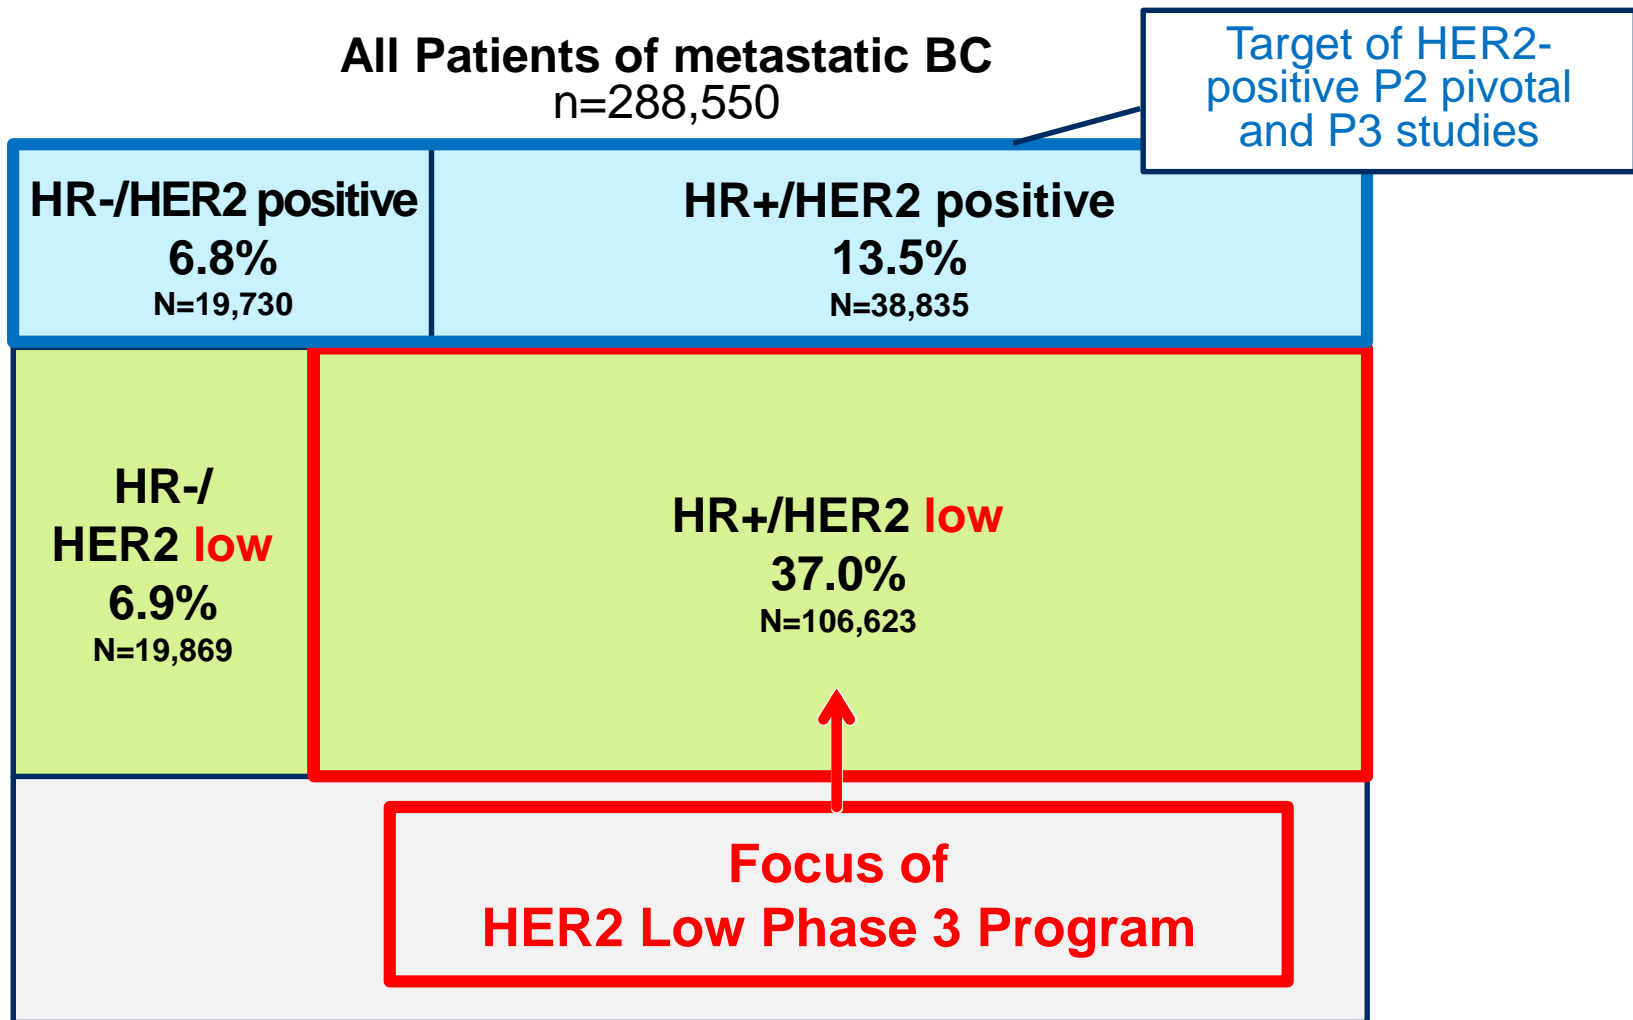 All Patients of metastatic BC
n=288,550
Target of HER2-
positive P2 pivotal
and P3 studies
HR-/HER2 positive
6.8%
N=19,730
HR+/HER2 positive
13.5%
N=38,835
HR-/
HER2 low
6.9%
N=19,869
HR+/HER2 low
37.0%
N=106,623
Focus of
HER2 Low Phase 3 Program